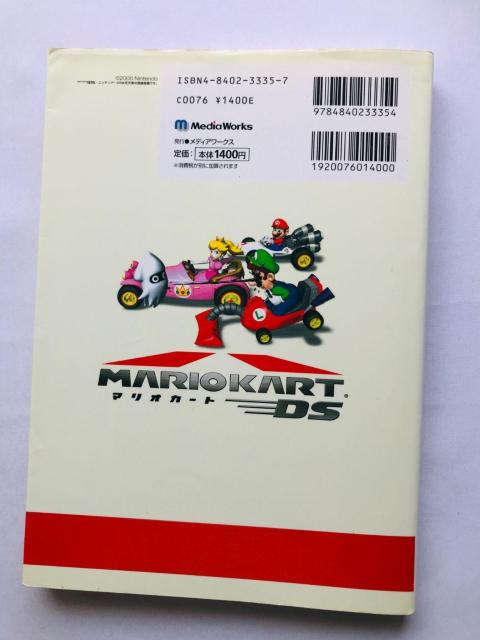 ©2006 Nintendo
ISBN4-8402-3335-7
C0076 ¥1400E
9784840233354
m MediaWorks
発行●メディアワークス
定価: 本体1400円
※消費税が別に加算されます
1920076014000
L
MARIOKART
マリオカート
DS